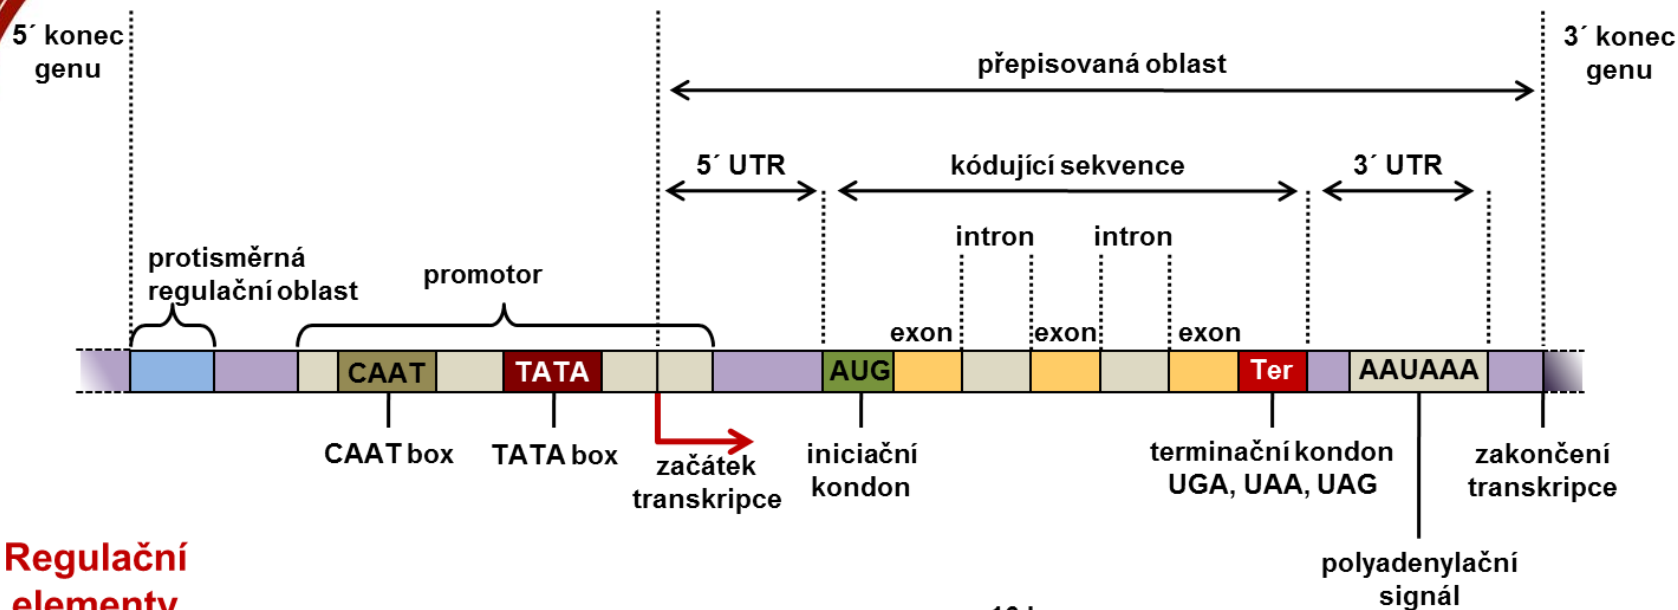 5´ konec
genu
3´ konec
genu
přepisovaná oblast
5´ UTR
kódující sekvence
3´ UTR
intron
intron
protisměrná
regulační oblast
promotor
exon
exon
exon
CAAT
TATA
AUG
Ter
AAUAAA
CAAT box
TATA box
začátek
transkripce
iniciační
kondon
terminační kondon
UGA, UAA, UAG
zakončení
transkripce
polyadenylační
signál
Regulační
elementy